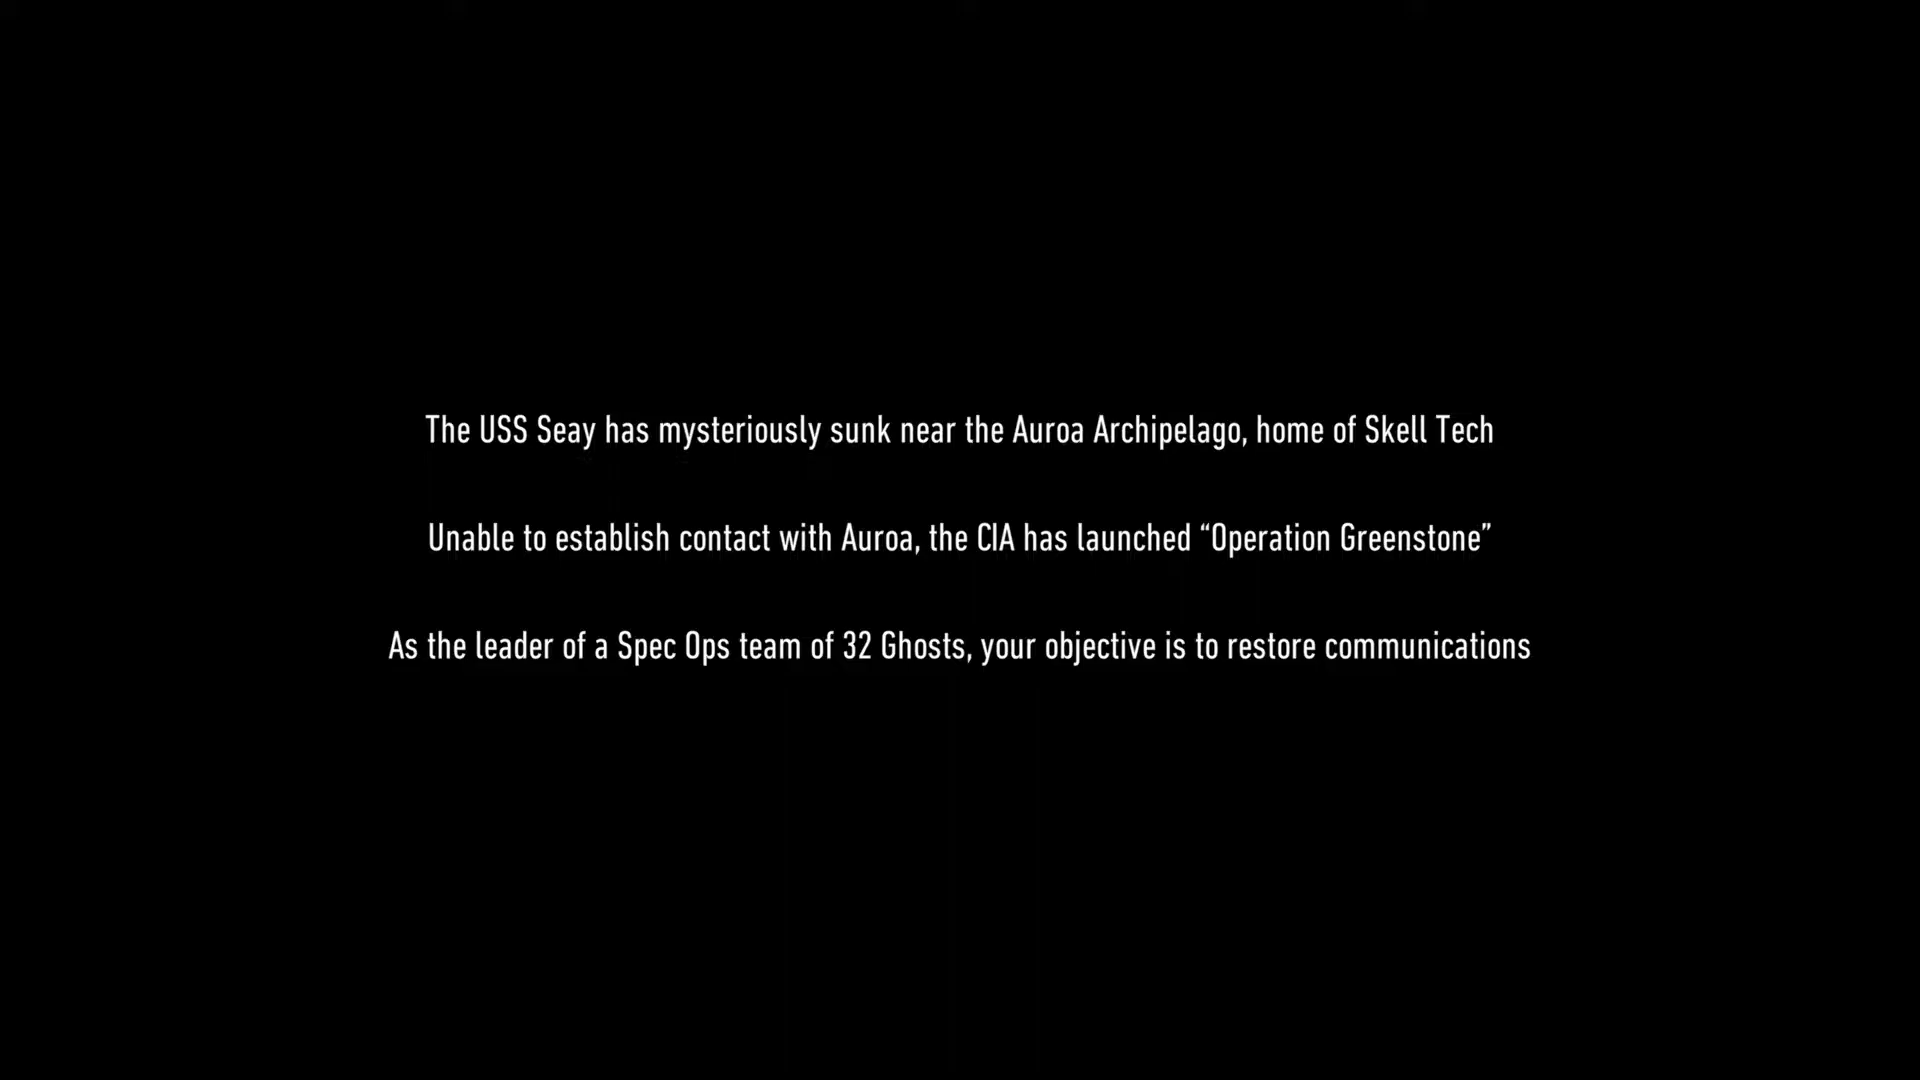 The USS Seay has mysteriously sunk near the Auroa Archipelago, home of Skell Tech
Unable to establish contact with Auroa, the CIA has launched “Operation Greenstone”
As the leader of a Spec Ops team of 32 Ghosts, your objective is to restore communications